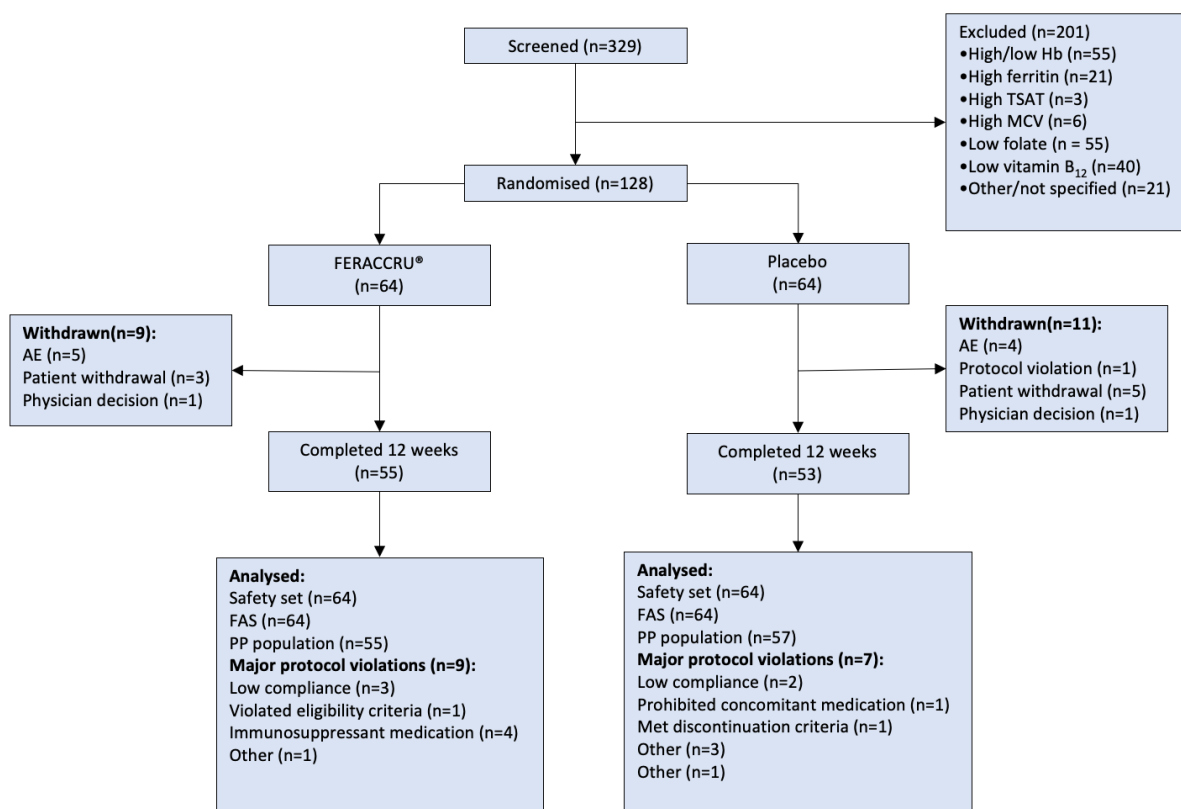 Screened (n=329)
Excluded (n=201)
•High/low Hb (n=55)
•High ferritin (n=21)
•High TSAT (n=3)
•High MCV (n=6)
•Low folate (n = 55)
•Low vitamin B₁₂ (n=40)
•Other/not specified (n=21)
Randomised (n=128)
FERACCRU®
(n=64)
Placebo
(n=64)
Withdrawn(n=9):
AE (n=5)
Patient withdrawal (n=3)
Physician decision (n=1)
Withdrawn(n=11):
AE (n=4)
Protocol violation (n=1)
Patient withdrawal (n=5)
Physician decision (n=1)
Completed 12 weeks
(n=55)
Completed 12 weeks
(n=53)
Analysed:
Safety set (n=64)
FAS (n=64)
PP population (n=55)
Major protocol violations (n=9):
Low compliance (n=3)
Violated eligibility criteria (n=1)
Immunosuppressant medication (n=4)
Other (n=1)
Analysed:
Safety set (n=64)
FAS (n=64)
PP population (n=57)
Major protocol violations (n=7):
Low compliance (n=2)
Prohibited concomitant medication (n=1)
Met discontinuation criteria (n=1)
Other (n=3)
Other (n=1)